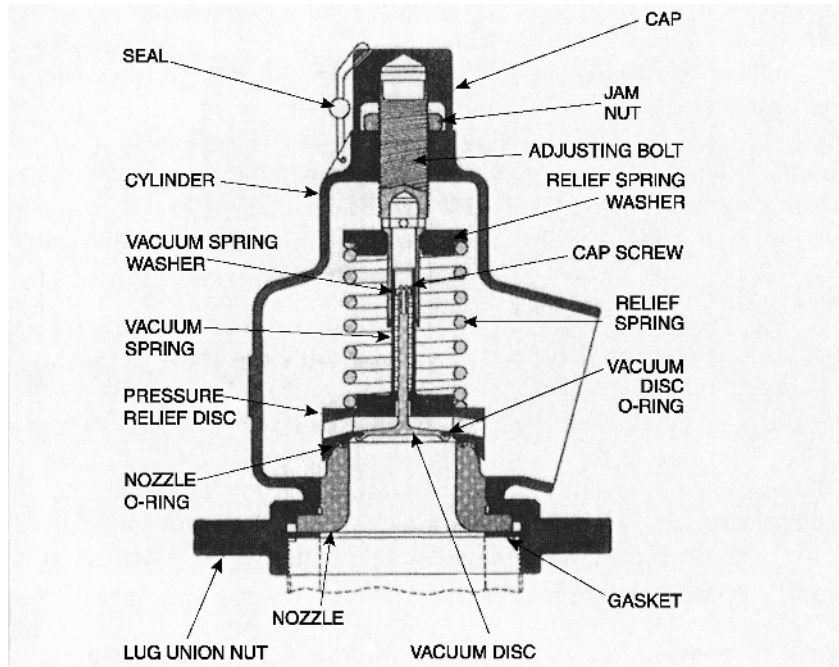 CAP
SEAL
JAM
NUT
ADJUSTING BOLT
CYLINDER
RELIEF SPRING
WASHER
VACUUM SPRING
WASHER
CAP SCREW
RELIEF
SPRING
VACUUM
SPRING
VACUUM
DISC
O-RING
PRESSURE
RELIEF DISC
NOZZLE
O-RING
GASKET
NOZZLE
LUG UNION NUT
VACUUM DISC